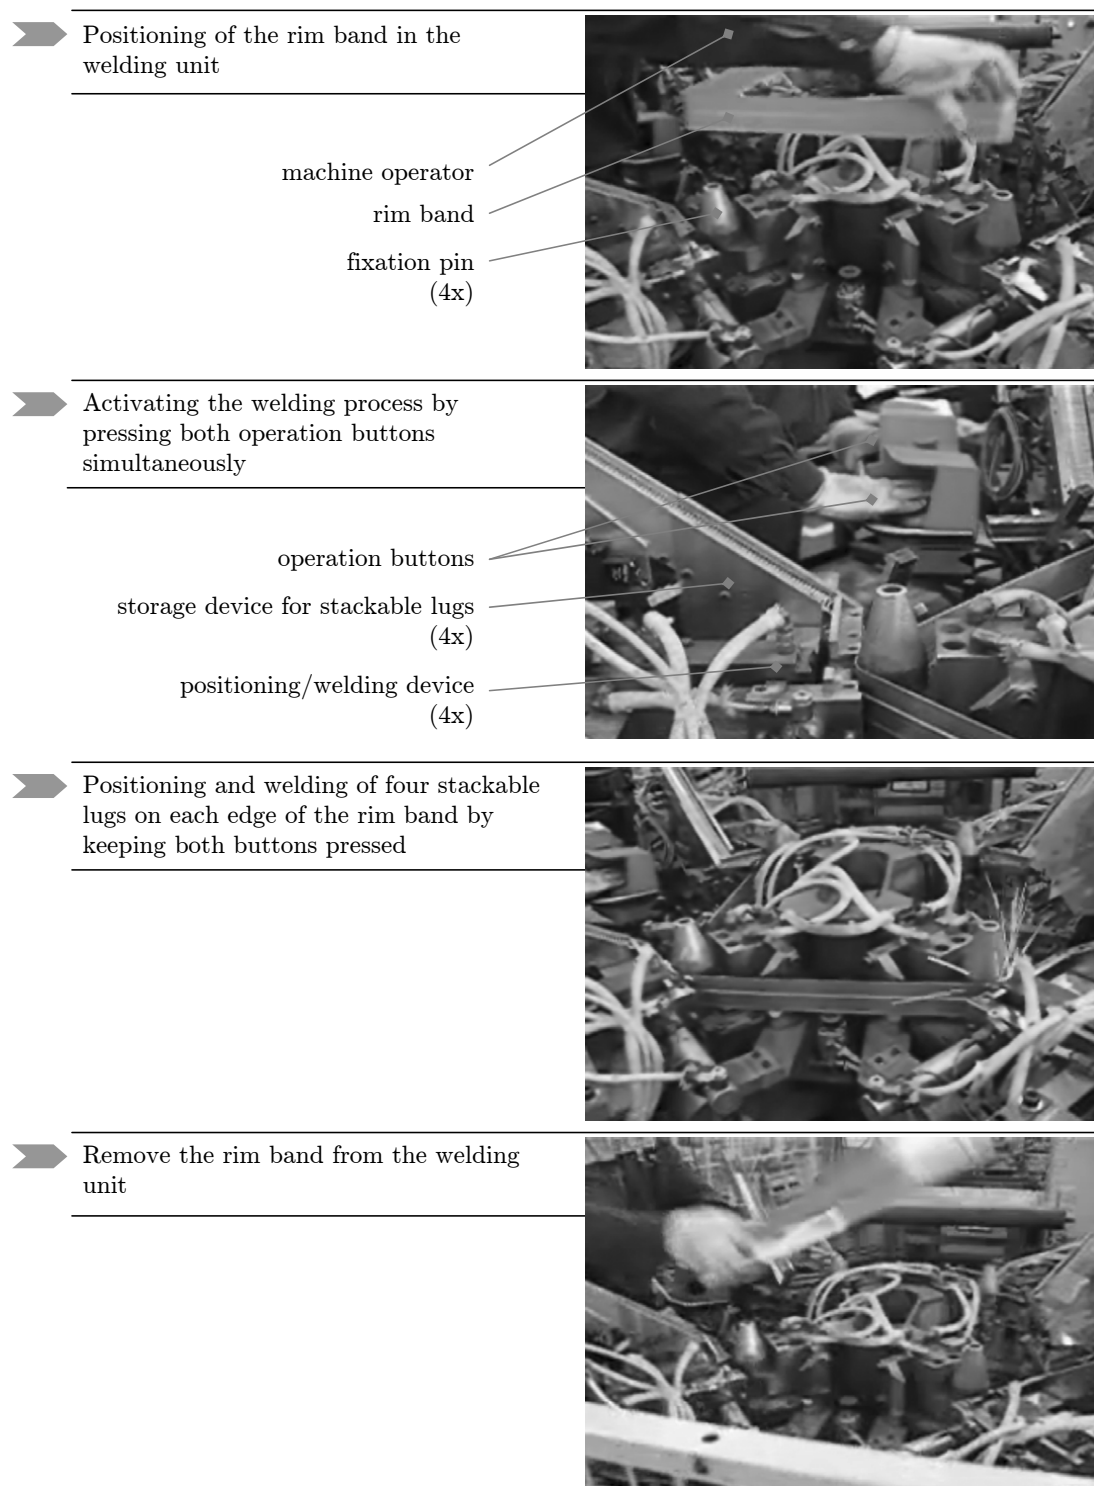 Positioning of the rim band in the
welding unit
machine operator
rim band
fixation pin
(4x)
Activating the welding process by
pressing both operation buttons
simultaneously
operation buttons
storage device for stackable lugs
(4x)
positioning/welding device
(4x)
Positioning and welding of four stackable
lugs on each edge of the rim band by
keeping both buttons pressed
Remove the rim band from the welding
unit